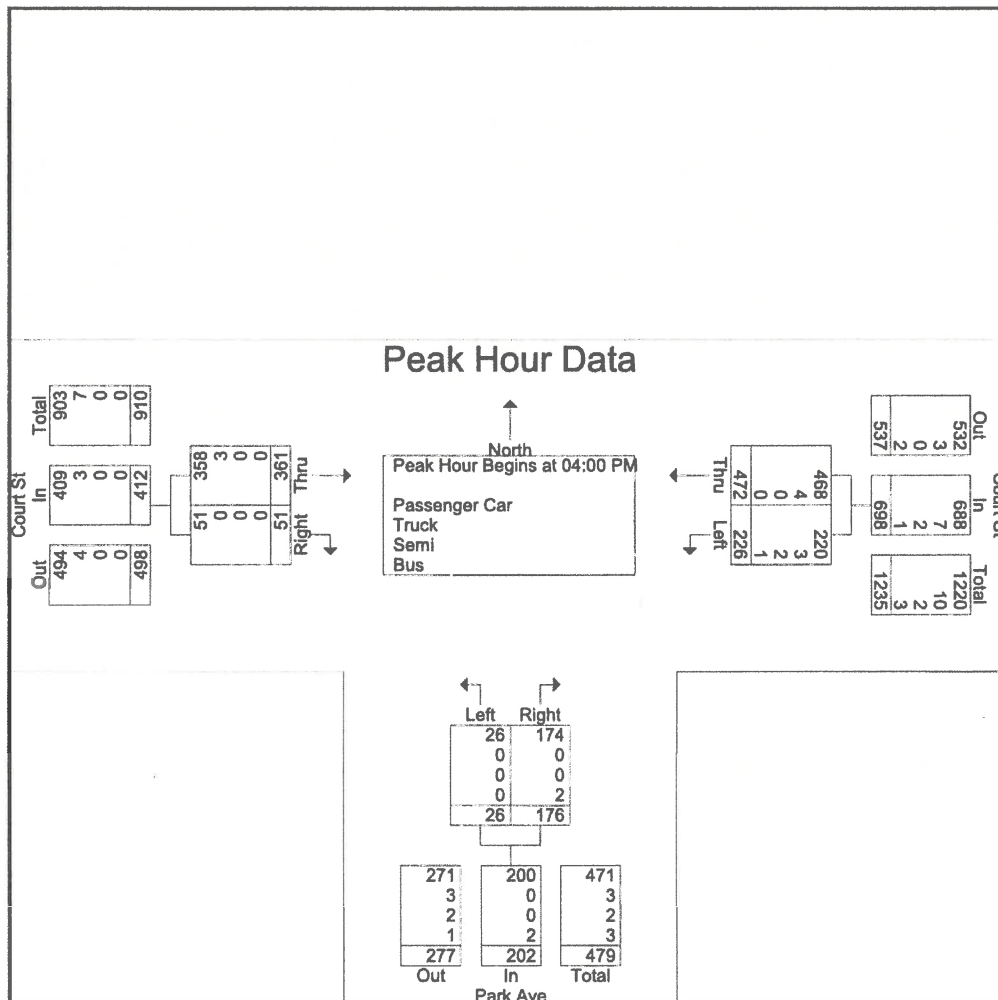 Peak Hour Data
North
Peak Hour Begins at 04:00 PM
Passenger Car
Truck
Semi
Bus
Court St
Total
903
7
0
0
910
In
409
3
0
0
412
Out
494
4
0
0
498
358
3
0
0
361
Thru
51
0
0
0
51
Right
Thru
468
4
0
0
472
Left
220
3
2
1
226
Out
532
3
0
2
537
In
688
7
2
1
698
Total
1220
10
2
3
1235
Left Right
26 174
0 0
0 0
0 2
26 176
271 200 471
3 0 3
2 0 2
1 2 3
277 202 479
Out In Total
Park Ave